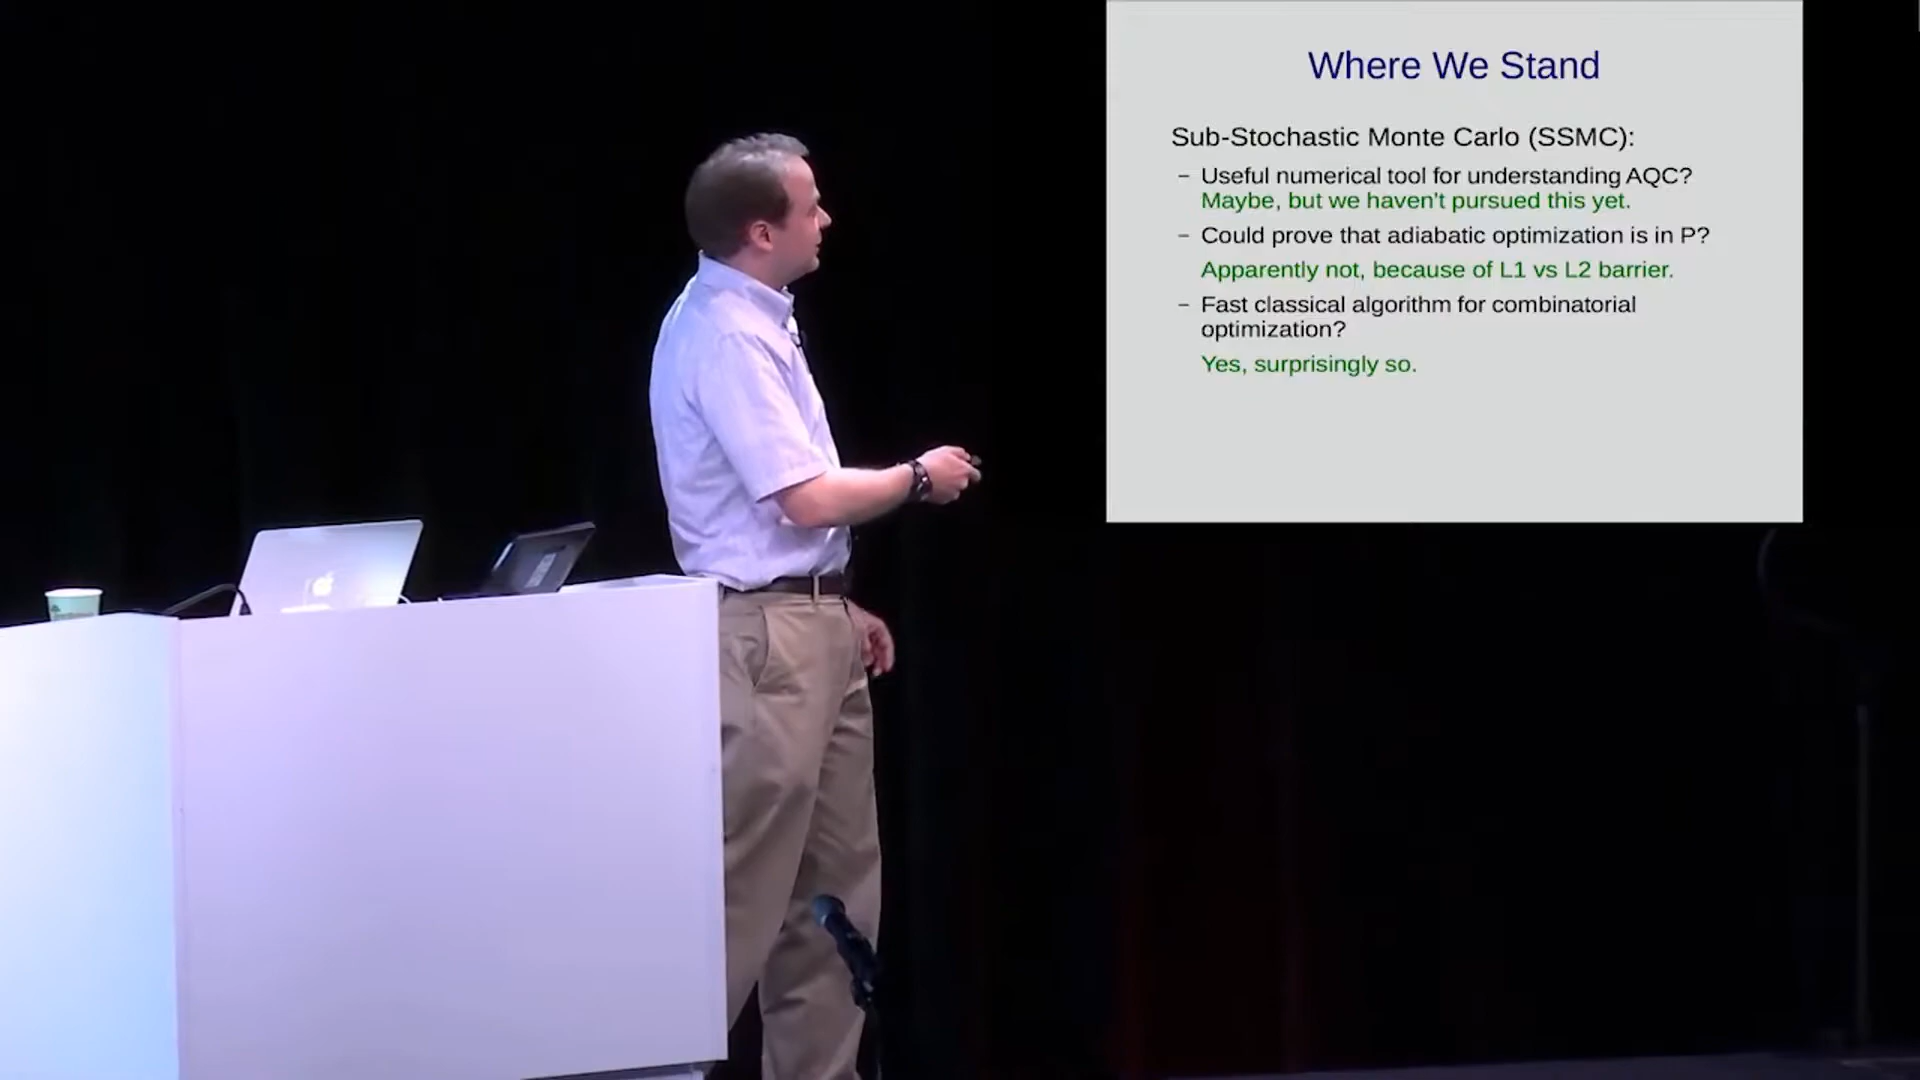 Where We Stand
Sub-Stochastic Monte Carlo (SSMC):
– Useful numerical tool for understanding AQC?
Maybe, but we haven't pursued this yet.
– Could prove that adiabatic optimization is in P?
Apparently not, because of L1 vs L2 barrier.
– Fast classical algorithm for combinatorial
optimization?
Yes, surprisingly so.